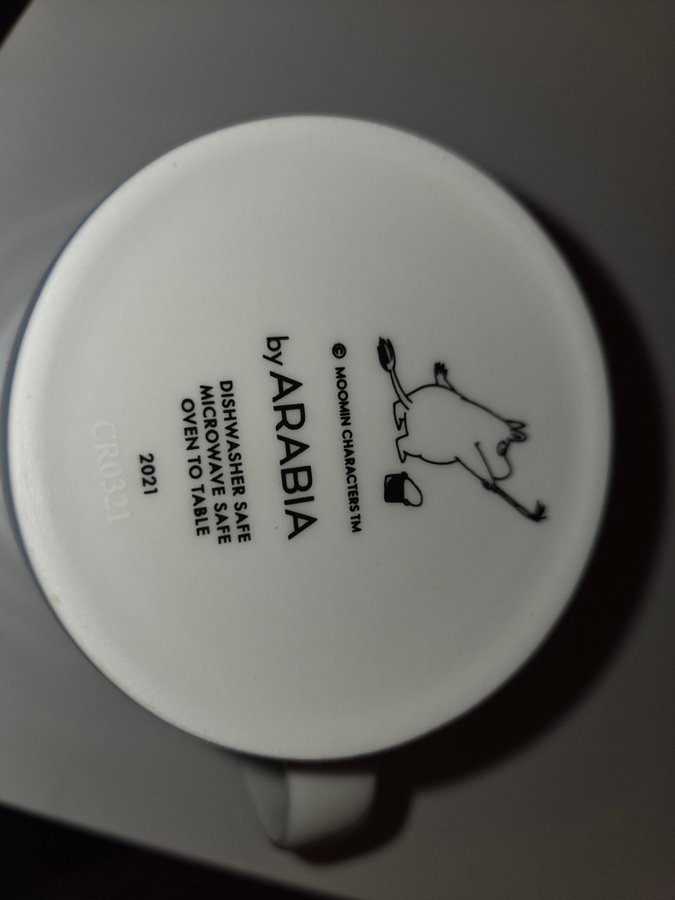 © MOOMIN CHARACTERS TM
by ARABIA
DISHWASHER SAFE
MICROWAVE SAFE
OVEN TO TABLE
2021
CR0321